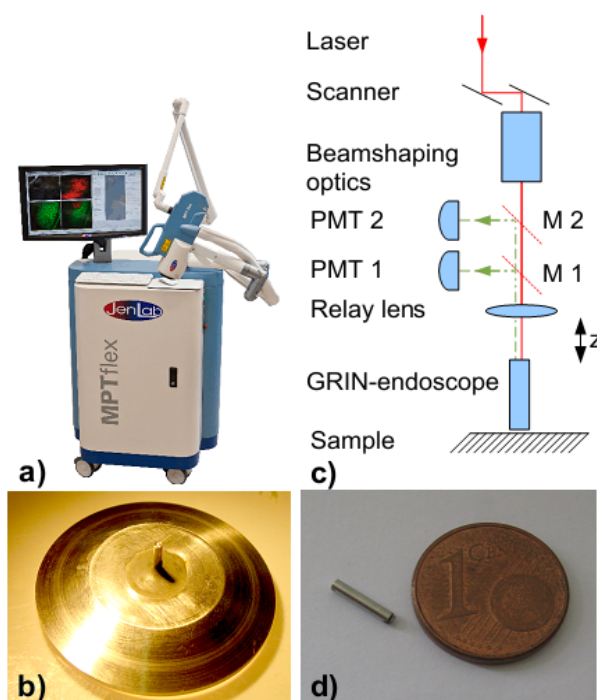 a)
JenLab
MPTflex
b)
c)
Laser
Scanner
Beamshaping
optics
PMT 2
M 2
PMT 1
M 1
Relay lens
z
GRIN-endoscope
Sample
d)
1
CENT